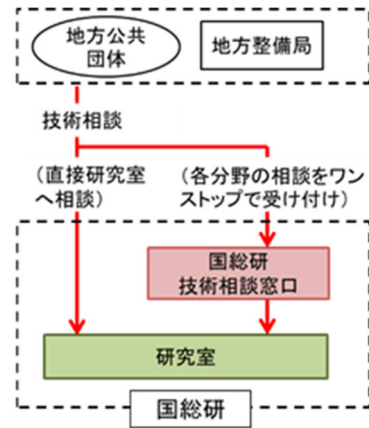 地方公共
団体
地方整備局
技術相談
（直接研究室
へ相談）
（各分野の相談をワン
ストップで受け付け）
国総研
技術相談窓口
研究室
国総研